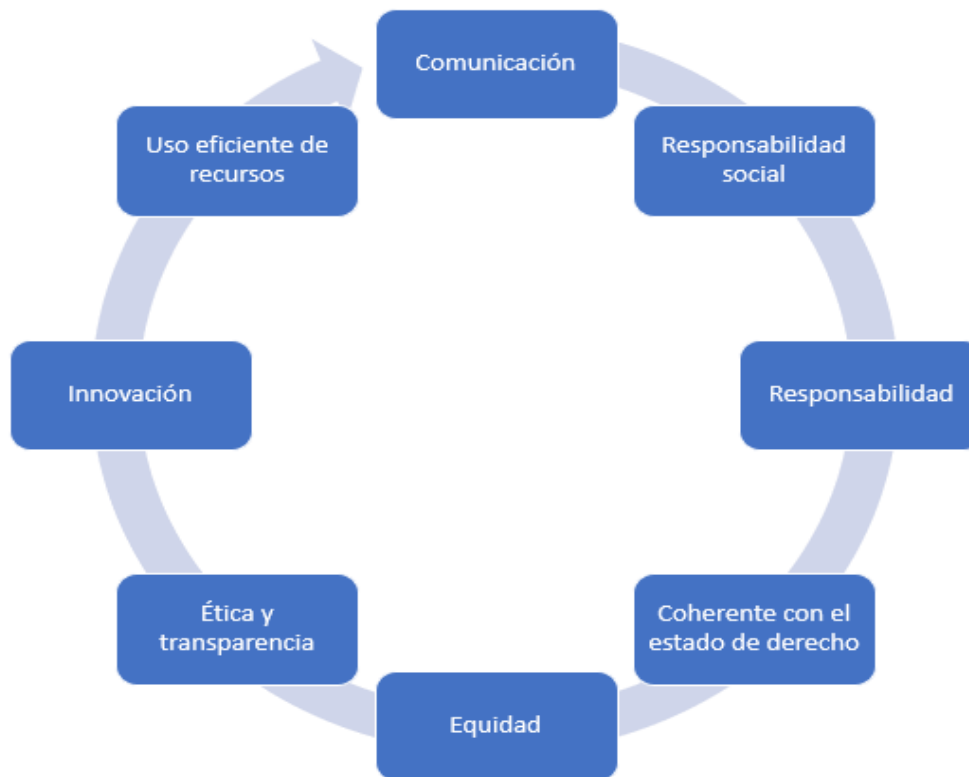 Comunicación
Responsabilidad
social
Responsabilidad
Coherente con el
estado de derecho
Equidad
Ética y
transparencia
Innovación
Uso eficiente de
recursos